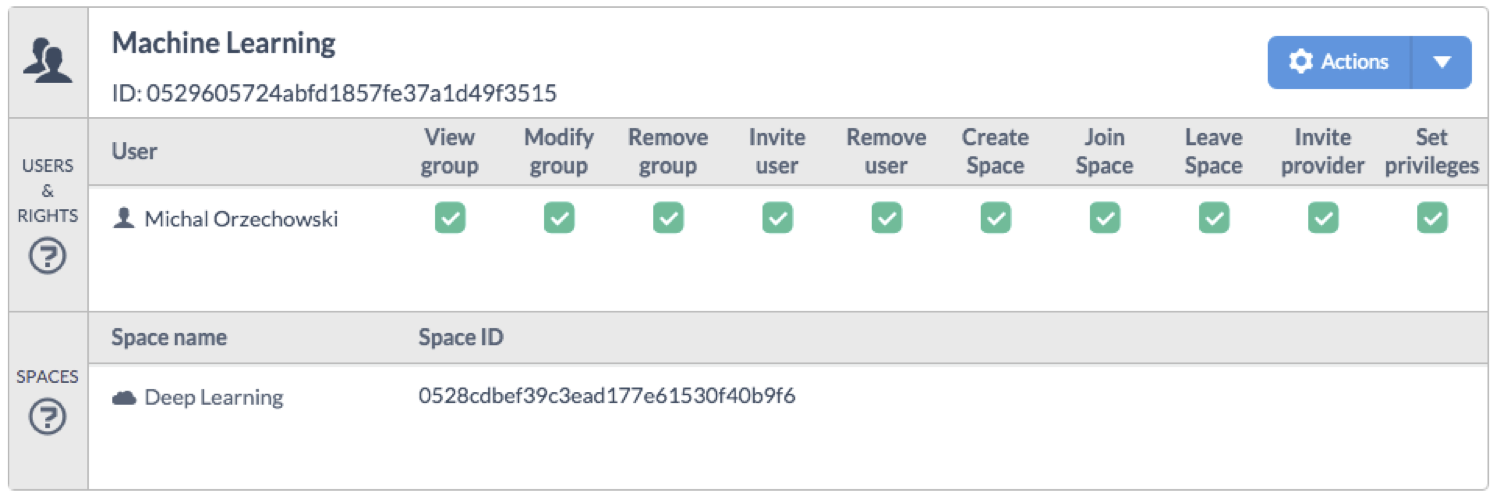 Machine Learning
ID: 0529605724abfd1857fe37a1d49f3515
Actions
USERS
&
RIGHTS
?
User
View group
Modify group
Remove group
Invite user
Remove user
Create Space
Join Space
Leave Space
Invite provider
Set privileges
Michal Orzechowski
SPACES
?
Space name Space ID
Deep Learning 0528cdbef39c3ead177e61530f40b9f6